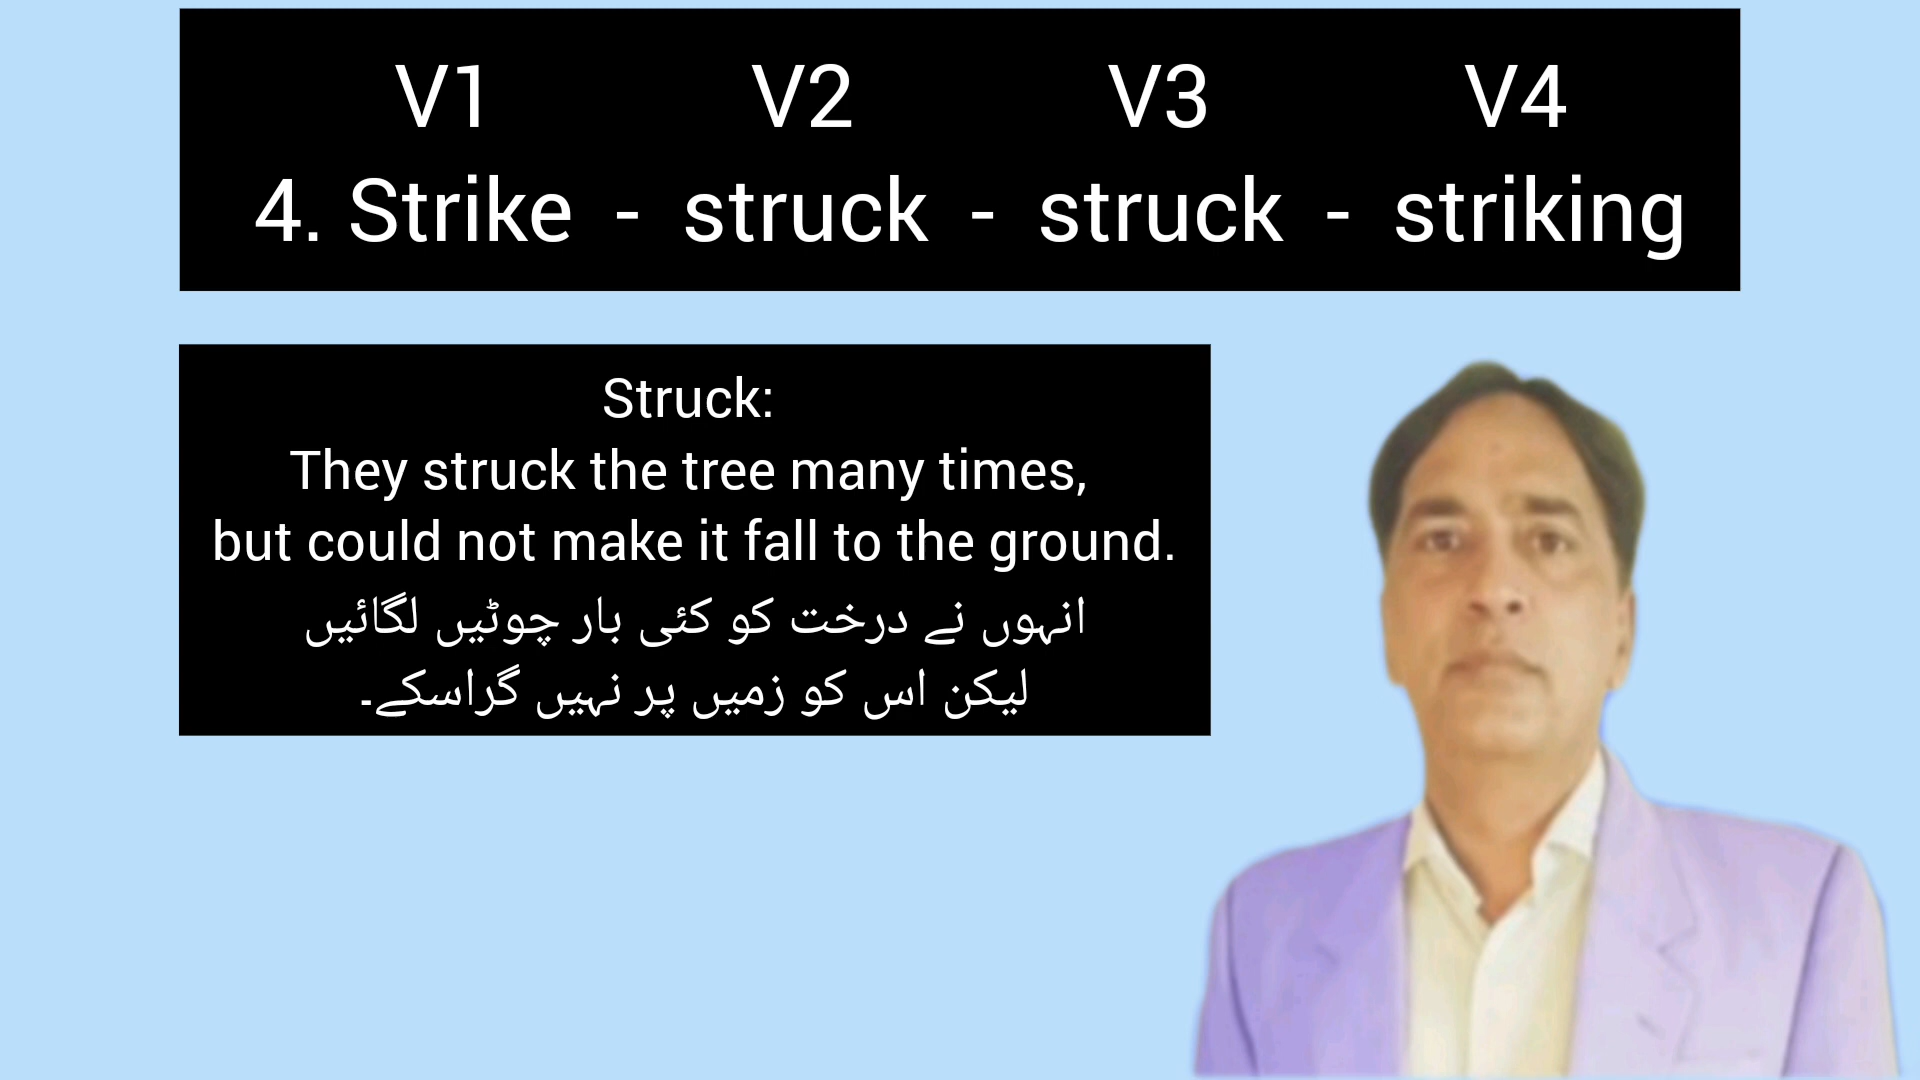 V1 V2 V3 V4
4. Strike - struck - struck - striking
Struck:
They struck the tree many times,
but could not make it fall to the ground.
انہوں نے درخت کو کئی بار چوٹیں لگائیں
لیکن اس کو زمیں پر نہیں گراسکے۔